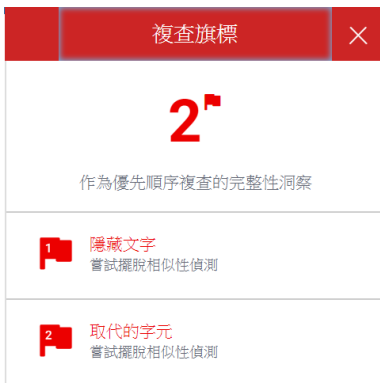 複查旗標
2
作為優先順序複查的完整性洞察
1
隱藏文字
嘗試擺脫相似性偵測
2
取代的字元
嘗試擺脫相似性偵測